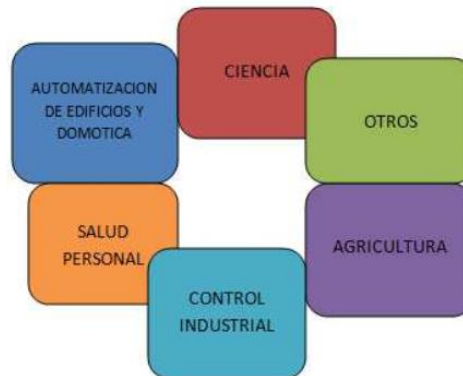 CIENCIA
AUTOMATIZACION
DE EDIFICIOS Y
DOMOTICA
OTROS
SALUD
PERSONAL
AGRICULTURA
CONTROL
INDUSTRIAL